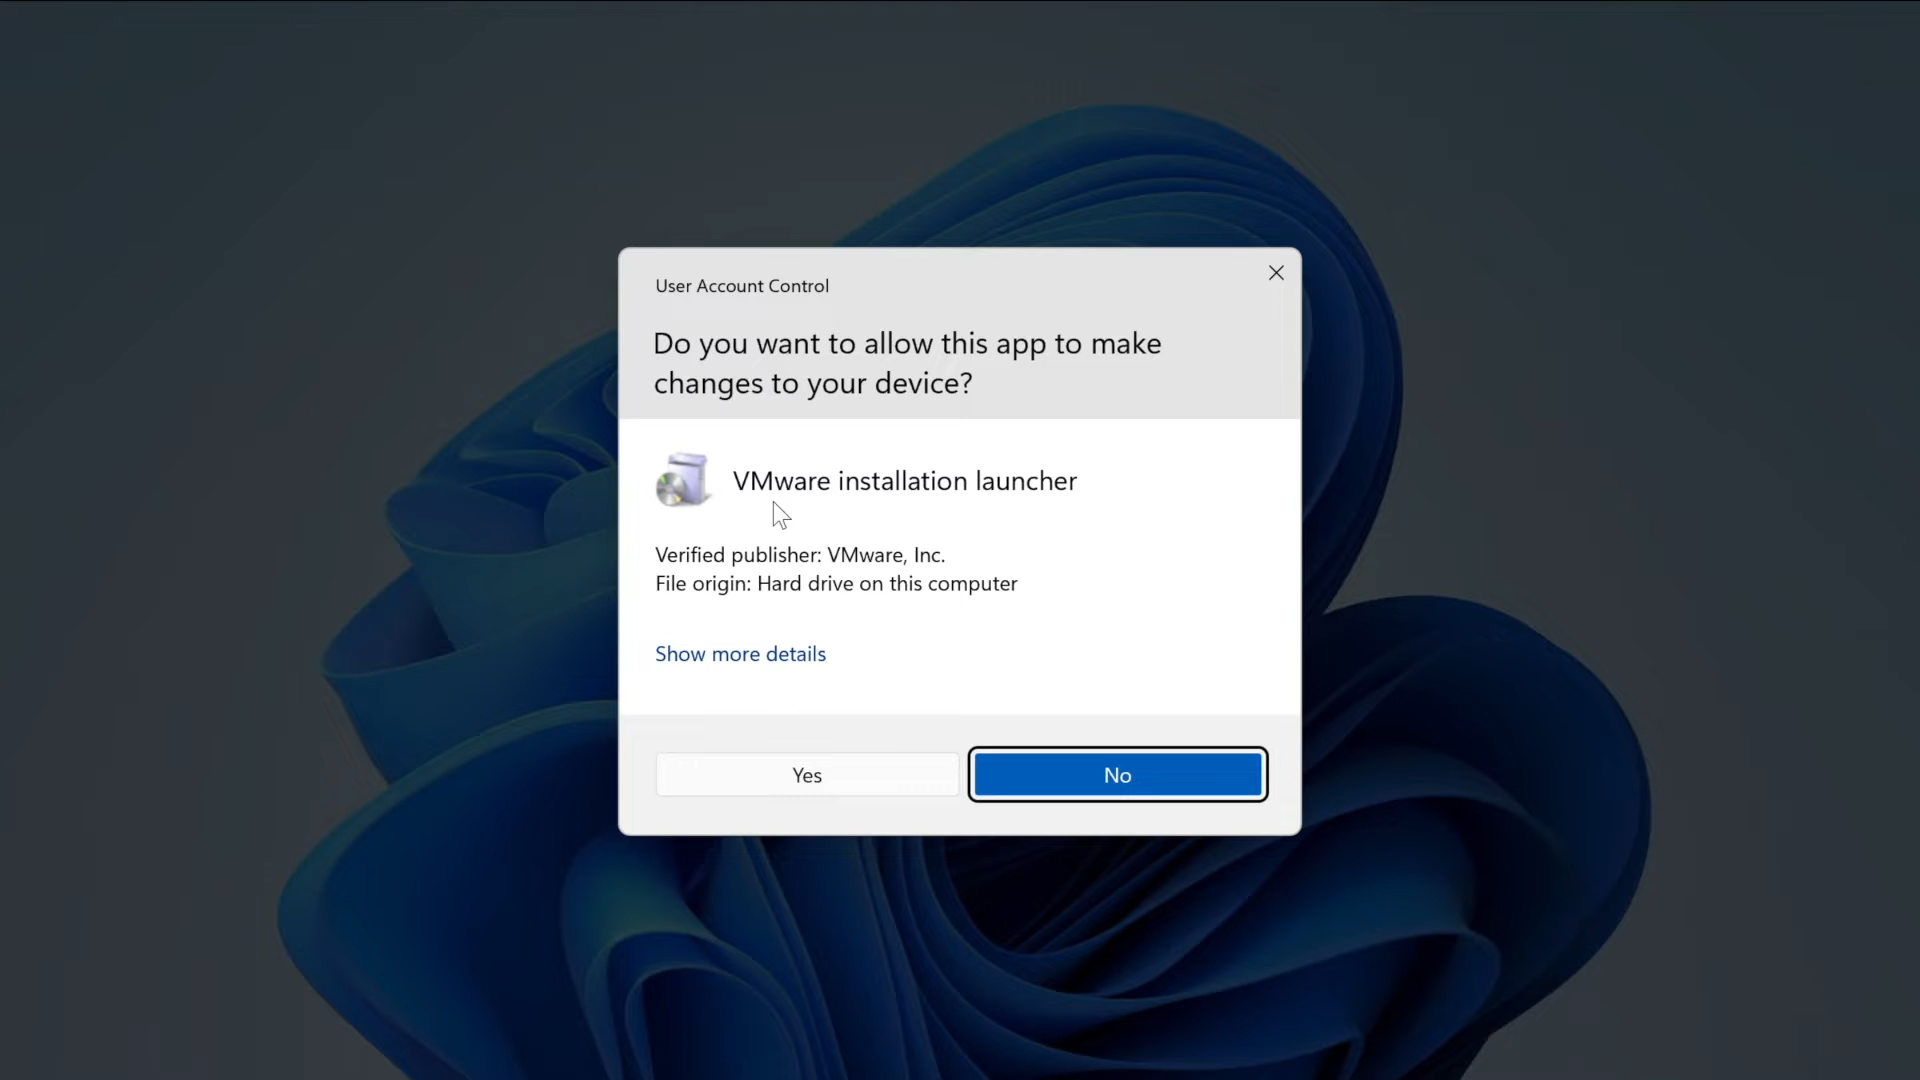 User Account Control
Do you want to allow this app to make
changes to your device?
VMware installation launcher
Verified publisher: VMware, Inc.
File origin: Hard drive on this computer
Show more details
Yes
No